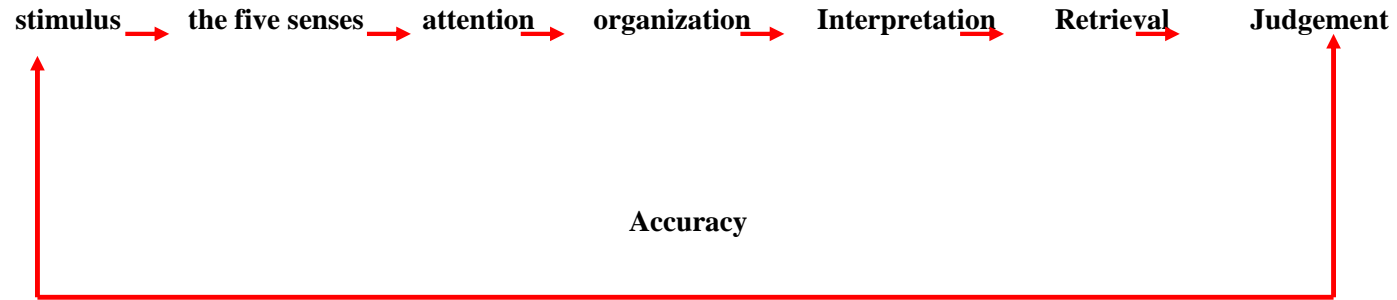 stimulus the five senses attention organization Interpretation Retrieval Judgement
Accuracy